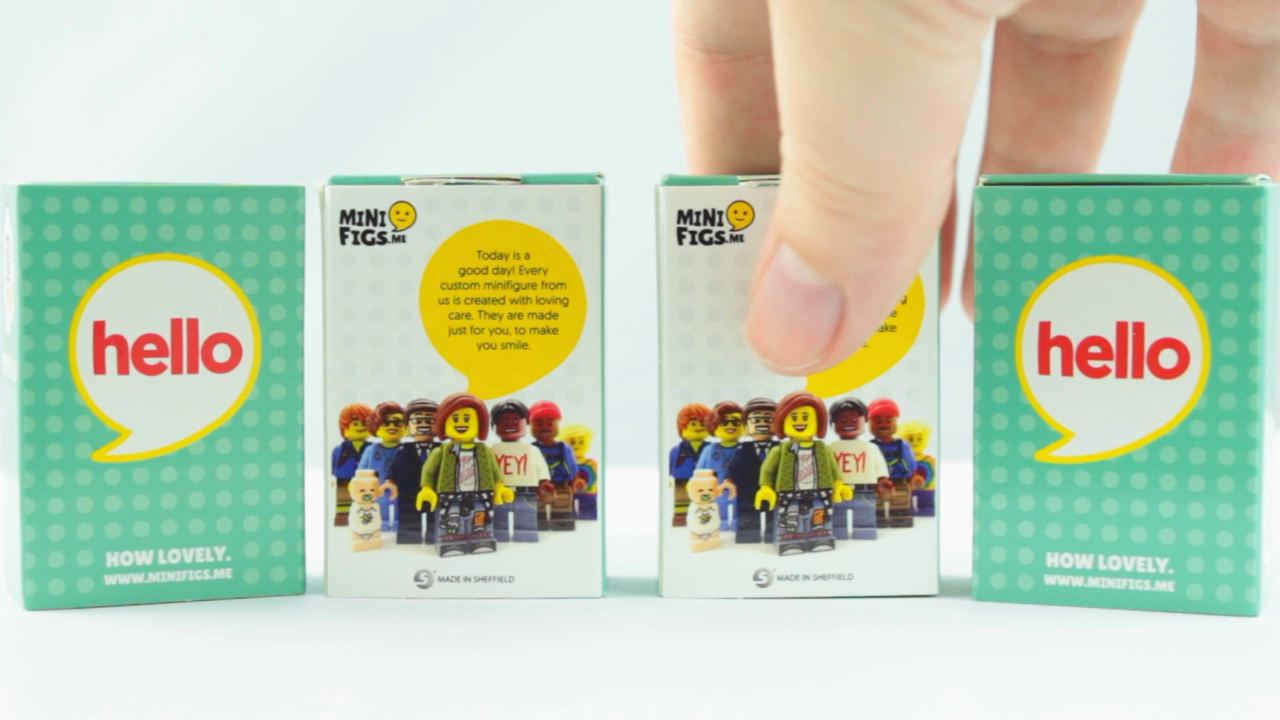 hello
HOW LOVELY.
WWW.MINIFIGS.ME
MINI
FIGS.ME
Today is a
good day! Every
custom minifigure from
us is created with loving
care. They are made
just for you, to make
you smile.
YEY!
MADE IN SHEFFIELD
MINI
FIGS.ME
YEY!
MADE IN SHEFFIELD
hello
HOW LOVELY.
WWW.MINIFIGS.ME